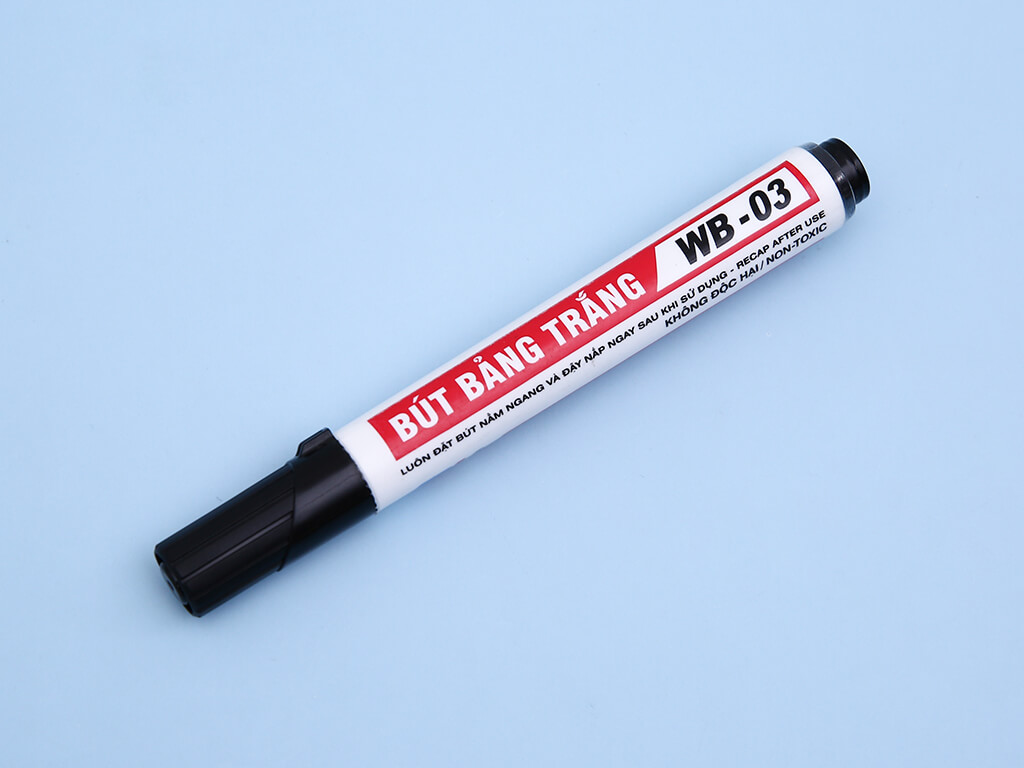 BÚT BẢNG TRẮNG WB-03
LUÔN ĐẶT BÚT NẰM NGANG VÀ ĐẬY NẮP NGAY SAU KHI SỬ DỤNG - RECAP AFTER USE
KHÔNG ĐỘC HẠI / NON-TOXIC